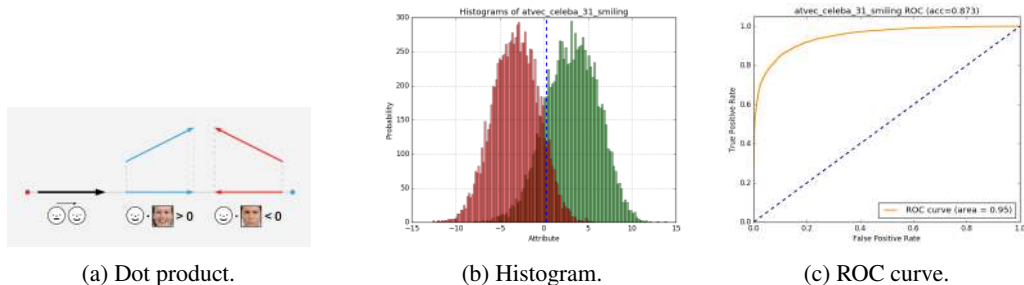 > 0
< 0
(a) Dot product.
Histograms of atvec_celeba_31_smiling
Probability
300
250
200
150
100
50
0
−15
−10
−5
0
5
10
15
Attribute
(b) Histogram.
atvec_celeba_31_smiling ROC (acc=0.873)
True Positive Rate
1.0
0.8
0.6
0.4
0.2
0.0
0.0
0.2
0.4
0.6
0.8
1.0
ROC curve (area = 0.95)
False Positive Rate
(c) ROC curve.